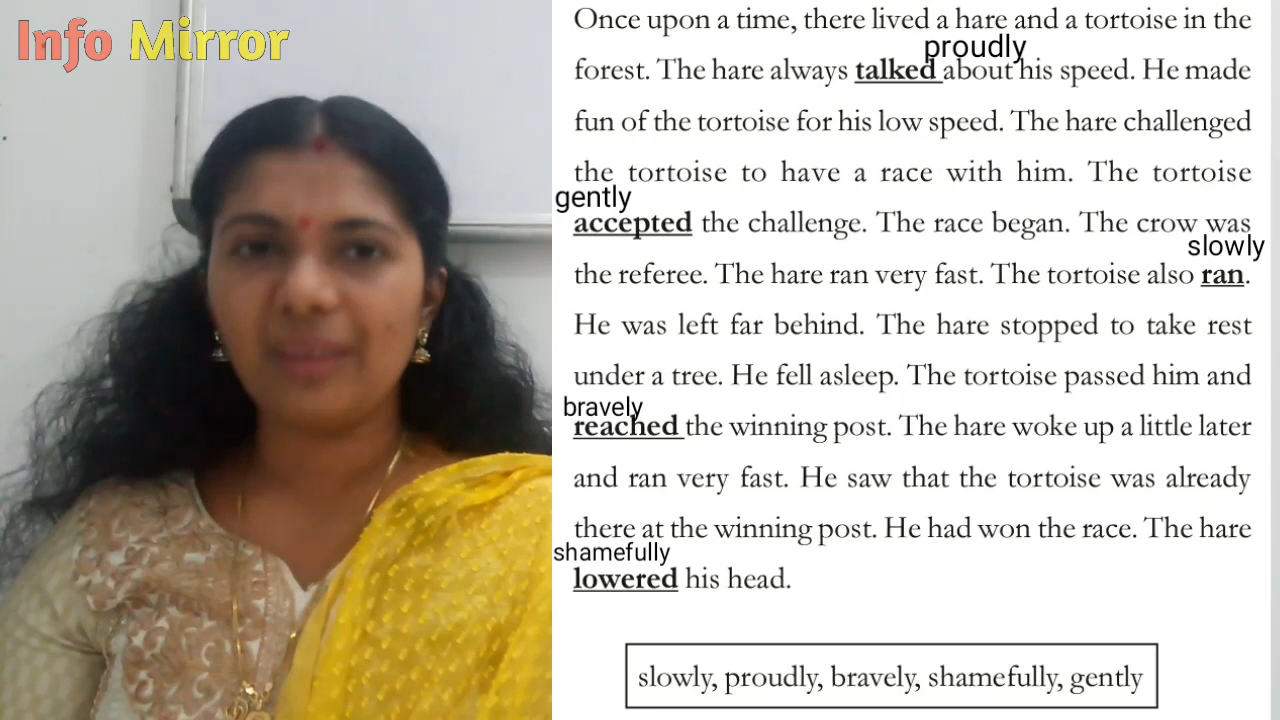 Info Mirror
Once upon a time, there lived a hare and a tortoise in the
proudly
forest. The hare always talked about his speed. He made
fun of the tortoise for his low speed. The hare challenged
the tortoise to have a race with him. The tortoise
gently
accepted the challenge. The race began. The crow was
slowly
the referee. The hare ran very fast. The tortoise also ran.
He was left far behind. The hare stopped to take rest
under a tree. He fell asleep. The tortoise passed him and
bravely
reached the winning post. The hare woke up a little later
and ran very fast. He saw that the tortoise was already
there at the winning post. He had won the race. The hare
shamefully
lowered his head.
slowly, proudly, bravely, shamefully, gently